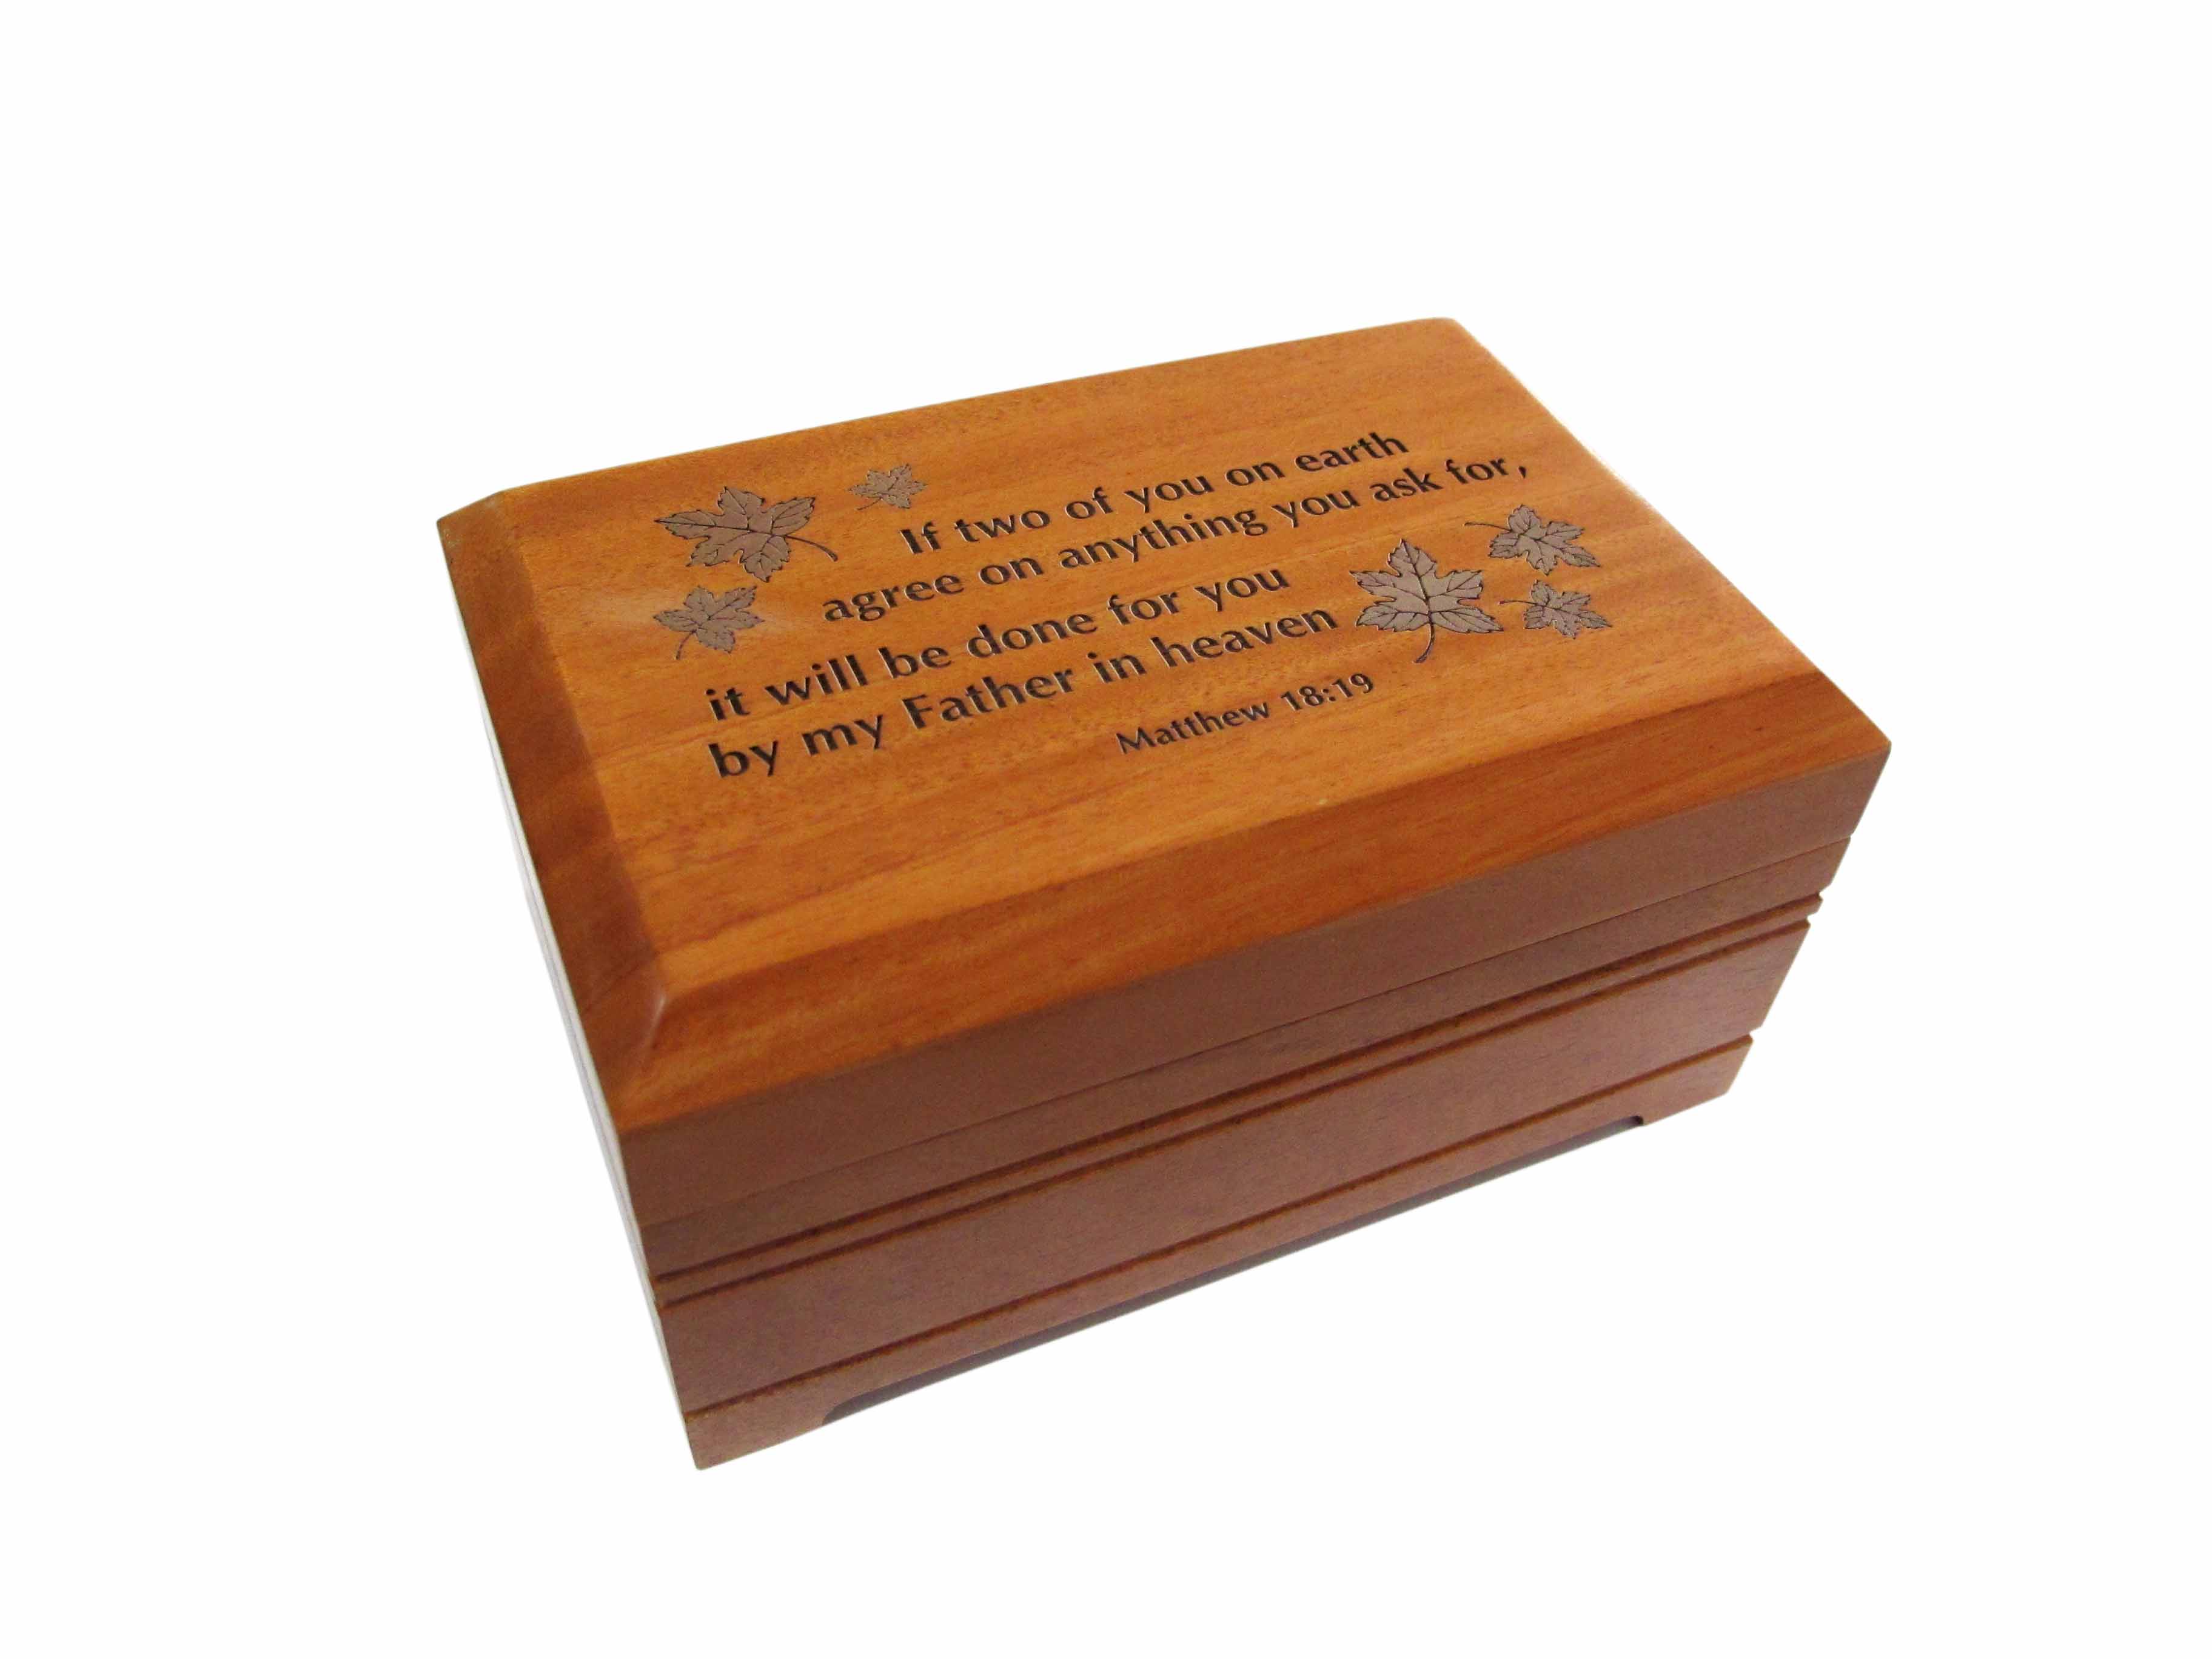 If two of you on earth
agree on anything you ask for,
it will be done for you
by my Father in heaven
Matthew 18:19